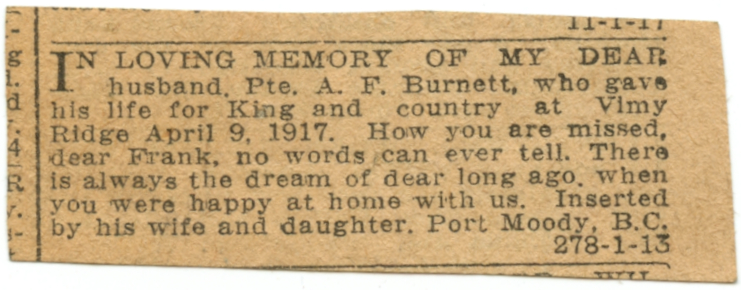 11-1-17
IN LOVING MEMORY OF MY DEAR
husband, Pte. A. F. Burnett, who gave
his life for King and country at Vimy
Ridge April 9, 1917. How you are missed,
dear Frank, no words can ever tell. There
is always the dream of dear long ago, when
you were happy at home with us. Inserted
by his wife and daughter. Port Moody, B.C.
278-1-13